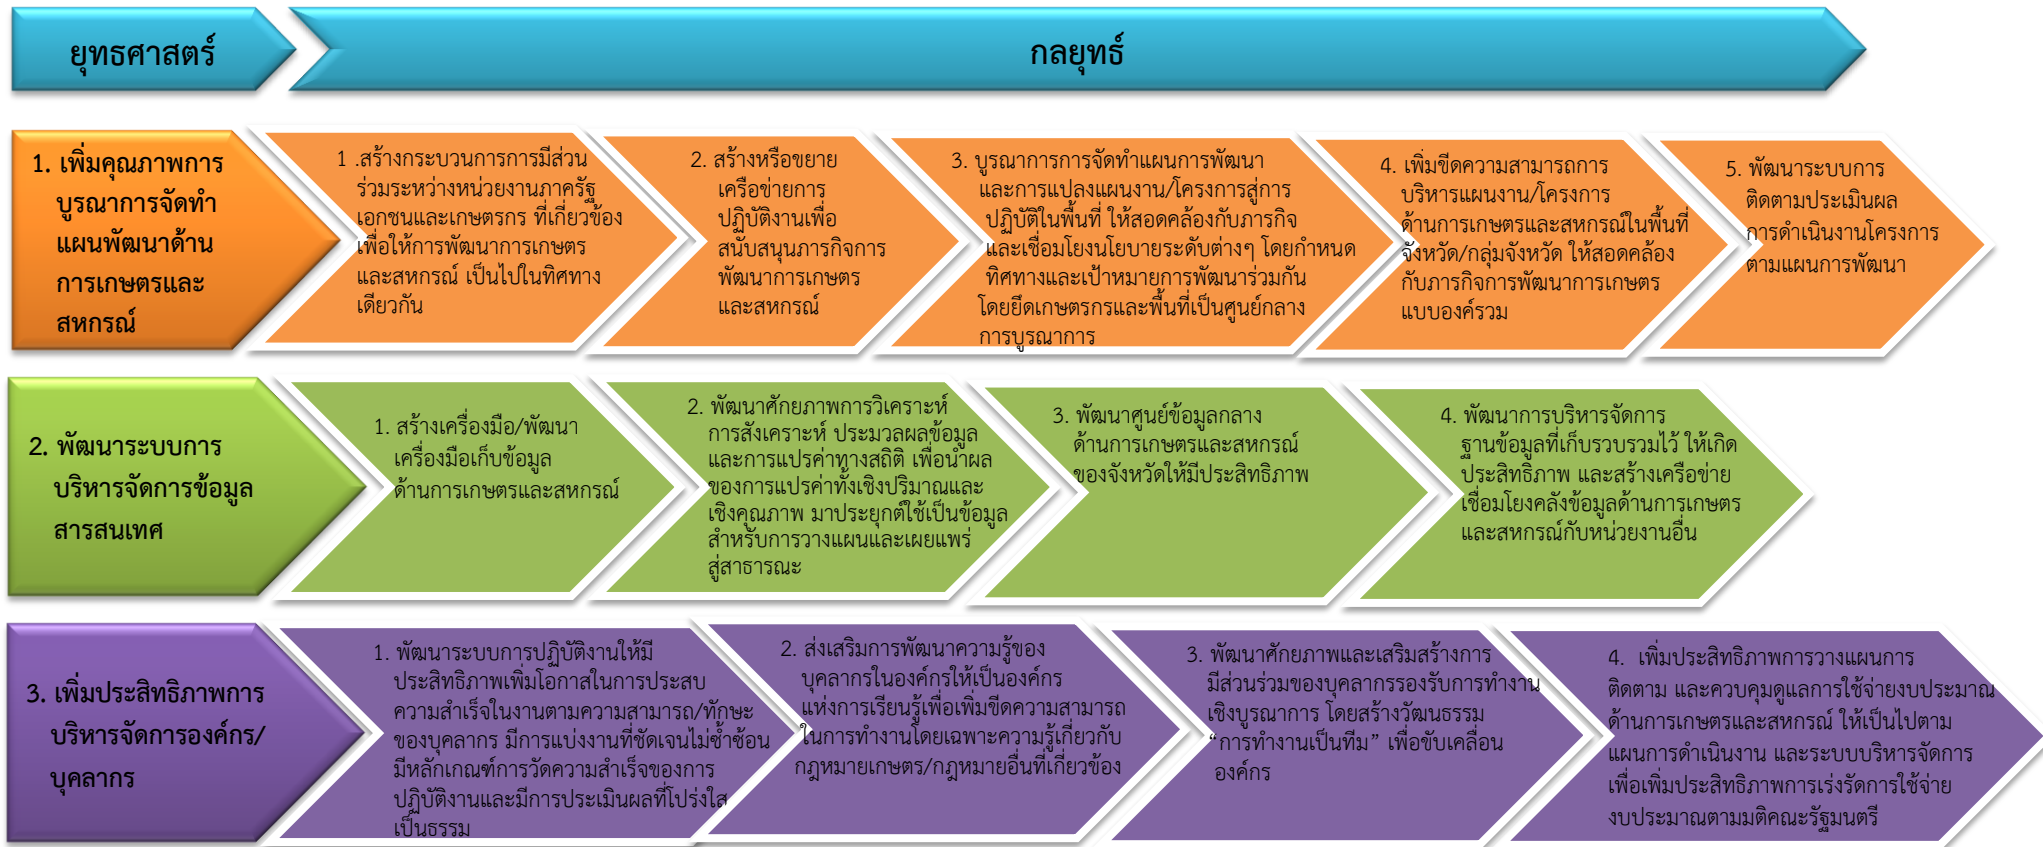 ยุทธศาสตร์
กลยุทธ์
1. เพิ่มคุณภาพการ
บูรณาการจัดทำ
แผนพัฒนาด้าน
การเกษตรและ
สหกรณ์
1 .สร้างกระบวนการการมีส่วน
ร่วมระหว่างหน่วยงานภาครัฐ
เอกชนและเกษตรกร ที่เกี่ยวข้อง
เพื่อให้การพัฒนาการเกษตร
และสหกรณ์ เป็นไปในทิศทาง
เดียวกัน
2. สร้างหรือขยาย
เครือข่ายการ
ปฏิบัติงานเพื่อ
สนับสนุนภารกิจการ
พัฒนาการเกษตร
และสหกรณ์
3. บูรณาการการจัดทำแผนการพัฒนา
และการแปลงแผนงาน/โครงการสู่การ
ปฏิบัติในพื้นที่ ให้สอดคล้องกับภารกิจ
และเชื่อมโยงนโยบายระดับต่างๆ โดยกำหนด
ทิศทางและเป้าหมายการพัฒนาร่วมกัน
โดยยึดเกษตรกรและพื้นที่เป็นศูนย์กลาง
การบูรณาการ
4. เพิ่มขีดความสามารถการ
บริหารแผนงาน/โครงการ
ด้านการเกษตรและสหกรณ์ในพื้นที่
จังหวัด/กลุ่มจังหวัด ให้สอดคล้อง
กับภารกิจการพัฒนาการเกษตร
แบบองค์รวม
5. พัฒนาระบบการ
ติดตามประเมินผล
การดำเนินงานโครงการ
ตามแผนการพัฒนา
2. พัฒนาระบบการ
บริหารจัดการข้อมูล
สารสนเทศ
1. สร้างเครื่องมือ/พัฒนา
เครื่องมือเก็บข้อมูล
ด้านการเกษตรและสหกรณ์
2. พัฒนาศักยภาพการวิเคราะห์
การสังเคราะห์ ประมวลผลข้อมูล
และการแปรค่าทางสถิติ เพื่อนำผล
ของการแปรค่าทั้งเชิงปริมาณและ
เชิงคุณภาพ มาประยุกต์ใช้เป็นข้อมูล
สำหรับการวางแผนและเผยแพร่
สู่สาธารณะ
3. พัฒนาศูนย์ข้อมูลกลาง
ด้านการเกษตรและสหกรณ์
ของจังหวัดให้มีประสิทธิภาพ
4. พัฒนาการบริหารจัดการ
ฐานข้อมูลที่เก็บรวบรวมไว้ ให้เกิด
ประสิทธิภาพ และสร้างเครือข่าย
เชื่อมโยงคลังข้อมูลด้านการเกษตร
และสหกรณ์กับหน่วยงานอื่น
3. เพิ่มประสิทธิภาพการ
บริหารจัดการองค์กร/
บุคลากร
1. พัฒนาระบบการปฏิบัติงานให้มี
ประสิทธิภาพเพิ่มโอกาสในการประสบ
ความสำเร็จในงานตามความสามารถ/ทักษะ
ของบุคลากร มีการแบ่งงานที่ชัดเจนไม่ซ้ำซ้อน
มีหลักเกณฑ์การวัดความสำเร็จของการ
ปฏิบัติงานและมีการประเมินผลที่โปร่งใส
เป็นธรรม
2. ส่งเสริมการพัฒนาความรู้ของ
บุคลากรในองค์กรให้เป็นองค์กร
แห่งการเรียนรู้เพื่อเพิ่มขีดความสามารถ
ในการทำงานโดยเฉพาะความรู้เกี่ยวกับ
กฎหมายเกษตร/กฎหมายอื่นที่เกี่ยวข้อง
3. พัฒนาศักยภาพและเสริมสร้างการ
มีส่วนร่วมของบุคลากรรองรับการทำงาน
เชิงบูรณาการ โดยสร้างวัฒนธรรม
“การทำงานเป็นทีม” เพื่อขับเคลื่อน
องค์กร
4. เพิ่มประสิทธิภาพการวางแผนการ
ติดตาม และควบคุมดูแลการใช้จ่ายงบประมาณ
ด้านการเกษตรและสหกรณ์ ให้เป็นไปตาม
แผนการดำเนินงาน และระบบบริหารจัดการ
เพื่อเพิ่มประสิทธิภาพการเร่งรัดการใช้จ่าย
งบประมาณตามมติคณะรัฐมนตรี